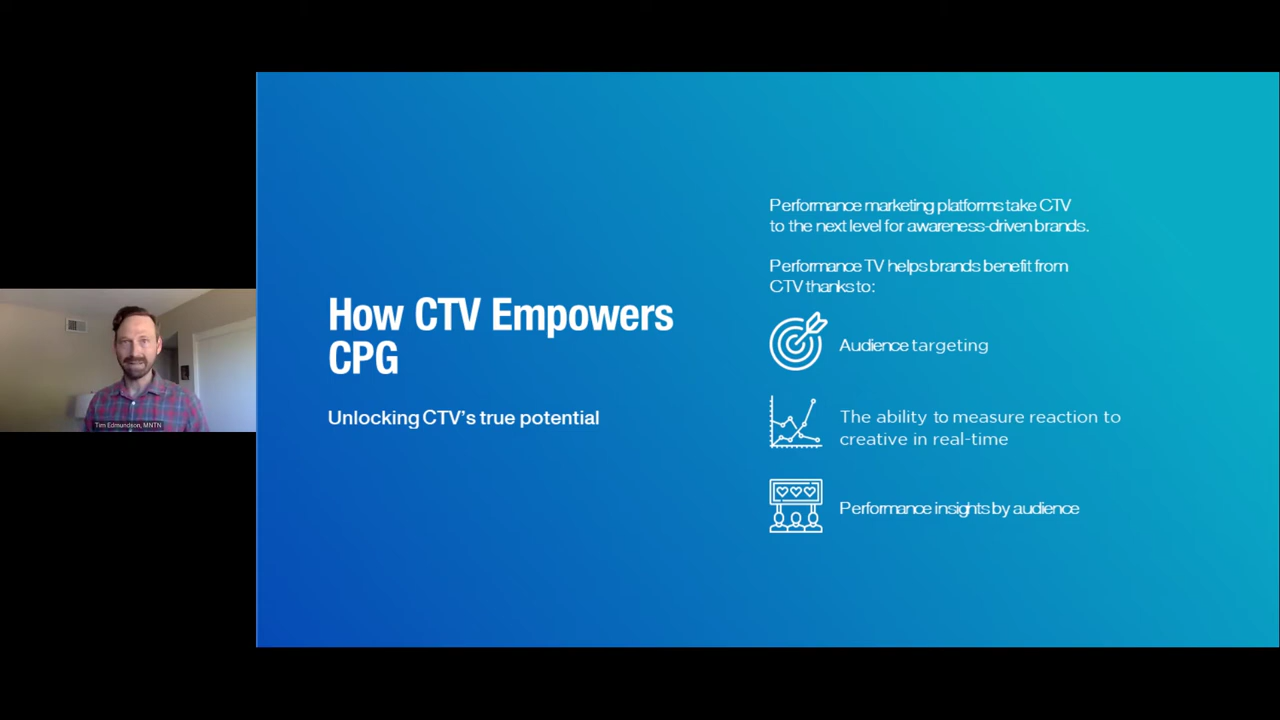 How CTV Empowers
CPG
Unlocking CTV's true potential
Performance marketing platforms take CTV
to the next level for awareness-driven brands.
Performance TV helps brands benefit from
CTV thanks to:
Audience targeting
The ability to measure reaction to
creative in real-time
Performance insights by audience
Tim Edmundson, MNTN